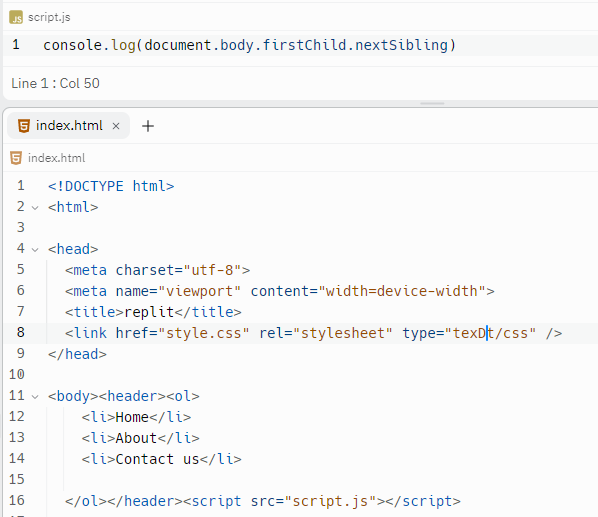 JS script.js
1 console.log(document.body.firstChild.nextSibling)
Line 1 : Col 50
index.html × +
index.html
1 <!DOCTYPE html>
2 <html>
3
4 <head>
5 <meta charset="utf-8">
6 <meta name="viewport" content="width=device-width">
7 <title>replit</title>
8 <link href="style.css" rel="stylesheet" type="texDt/css" />
9 </head>
10
11 <body><header><ol>
12 <li>Home</li>
13 <li>About</li>
14 <li>Contact us</li>
15
16 </ol></header><script src="script.js"></script>